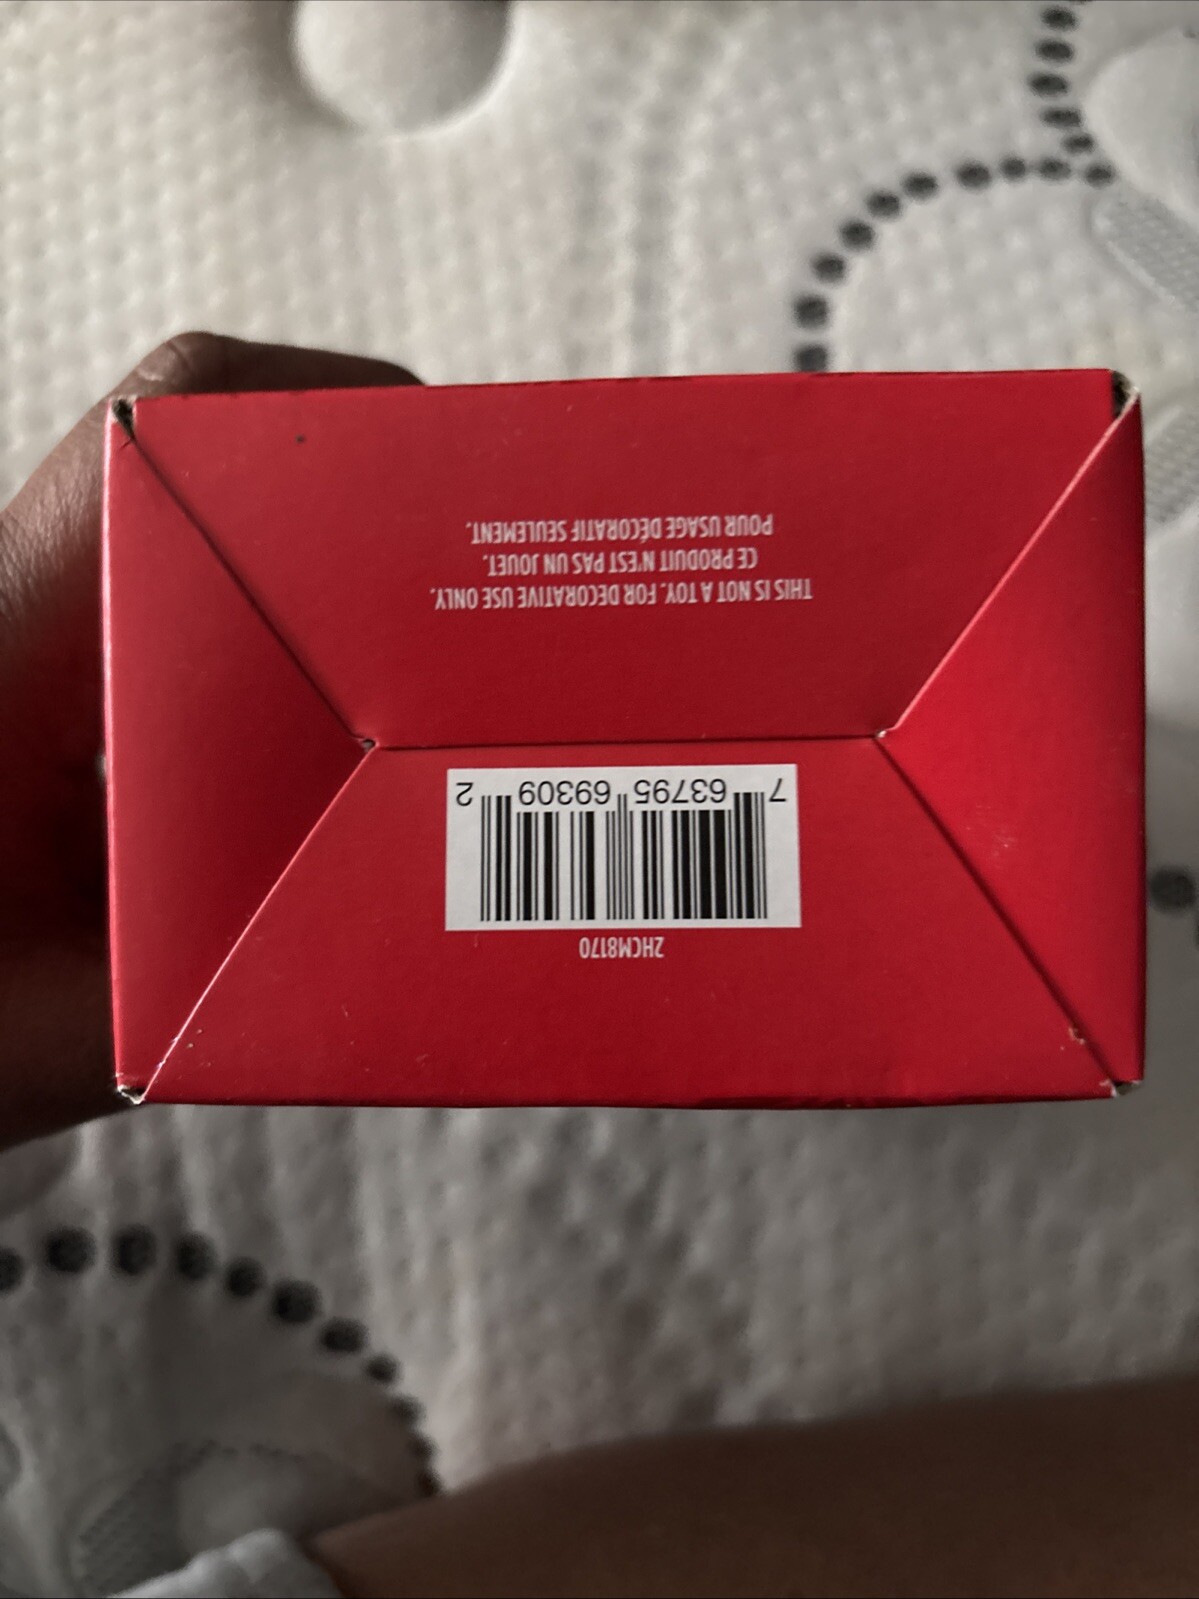 2HCM8170
7 63795 69309 2
THIS IS NOT A TOY. FOR DECORATIVE USE ONLY.
CE PRODUIT N'EST PAS UN JOUET.
POUR USAGE DÉCORATIF SEULEMENT.